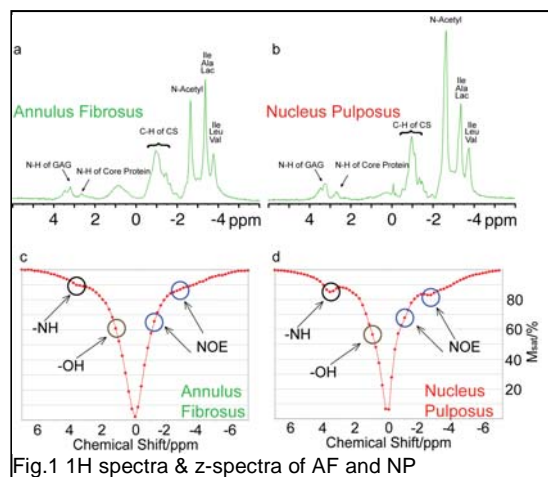 a
N-Acetyl
Ile
Ala
Lac
Annulus Fibrosus
C-H of CS
Ile
Leu
Val
N-H of GAG
N-H of Core Protein
4 2 0 -2 -4 ppm
b
N-Acetyl
Ile
Ala
Lac
Nucleus Pulposus
C-H of CS
Ile
Leu
Val
N-H of GAG
N-H of Core Protein
4 2 0 -2 -4 ppm
c
-NH
-OH
NOE
Annulus
Fibrosus
6 4 2 0 -2 -4 -6
Chemical Shift/ppm
d
-NH
-OH
NOE
Nucleus
Pulposus
80
60
40
20
Msat/%
6 4 2 0 -2 -4 -6
Chemical Shift/ppm
Fig.1 1H spectra & z-spectra of AF and NP